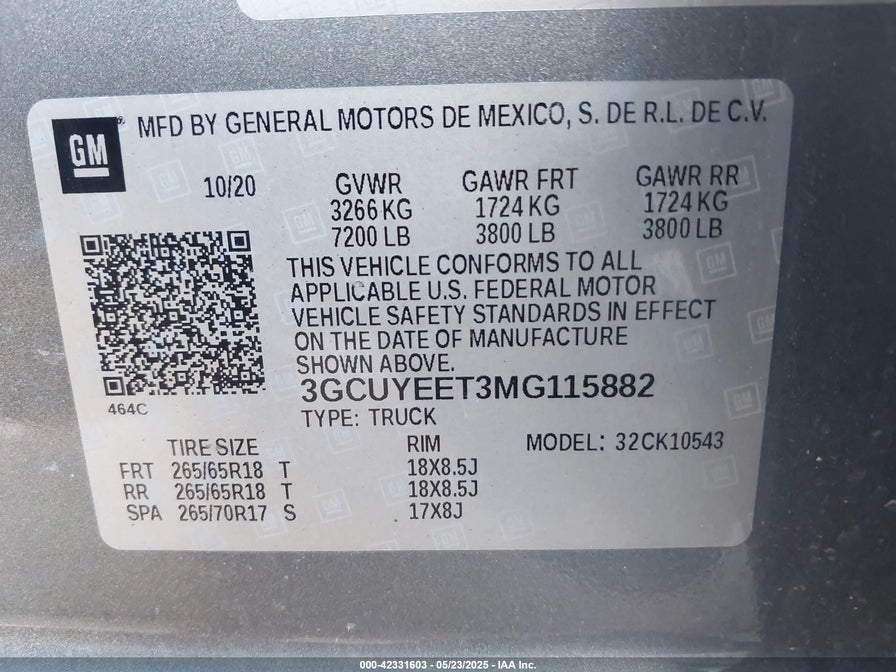 GM ® MFD BY GENERAL MOTORS DE MEXICO, S. DE R.L. DE C.V.
10/20 GVWR GAWR FRT GAWR RR
3266 KG 1724 KG 1724 KG
7200 LB 3800 LB 3800 LB
THIS VEHICLE CONFORMS TO ALL
APPLICABLE U.S. FEDERAL MOTOR
VEHICLE SAFETY STANDARDS IN EFFECT
ON THE DATE OF MANUFACTURE
SHOWN ABOVE.
3GCUYEET3MG115882
464C TYPE: TRUCK
TIRE SIZE RIM MODEL: 32CK10543
FRT 265/65R18 T 18X8.5J
RR 265/65R18 T 18X8.5J
SPA 265/70R17 S 17X8J
000-42331603 - 05/23/2025 - IAA Inc.